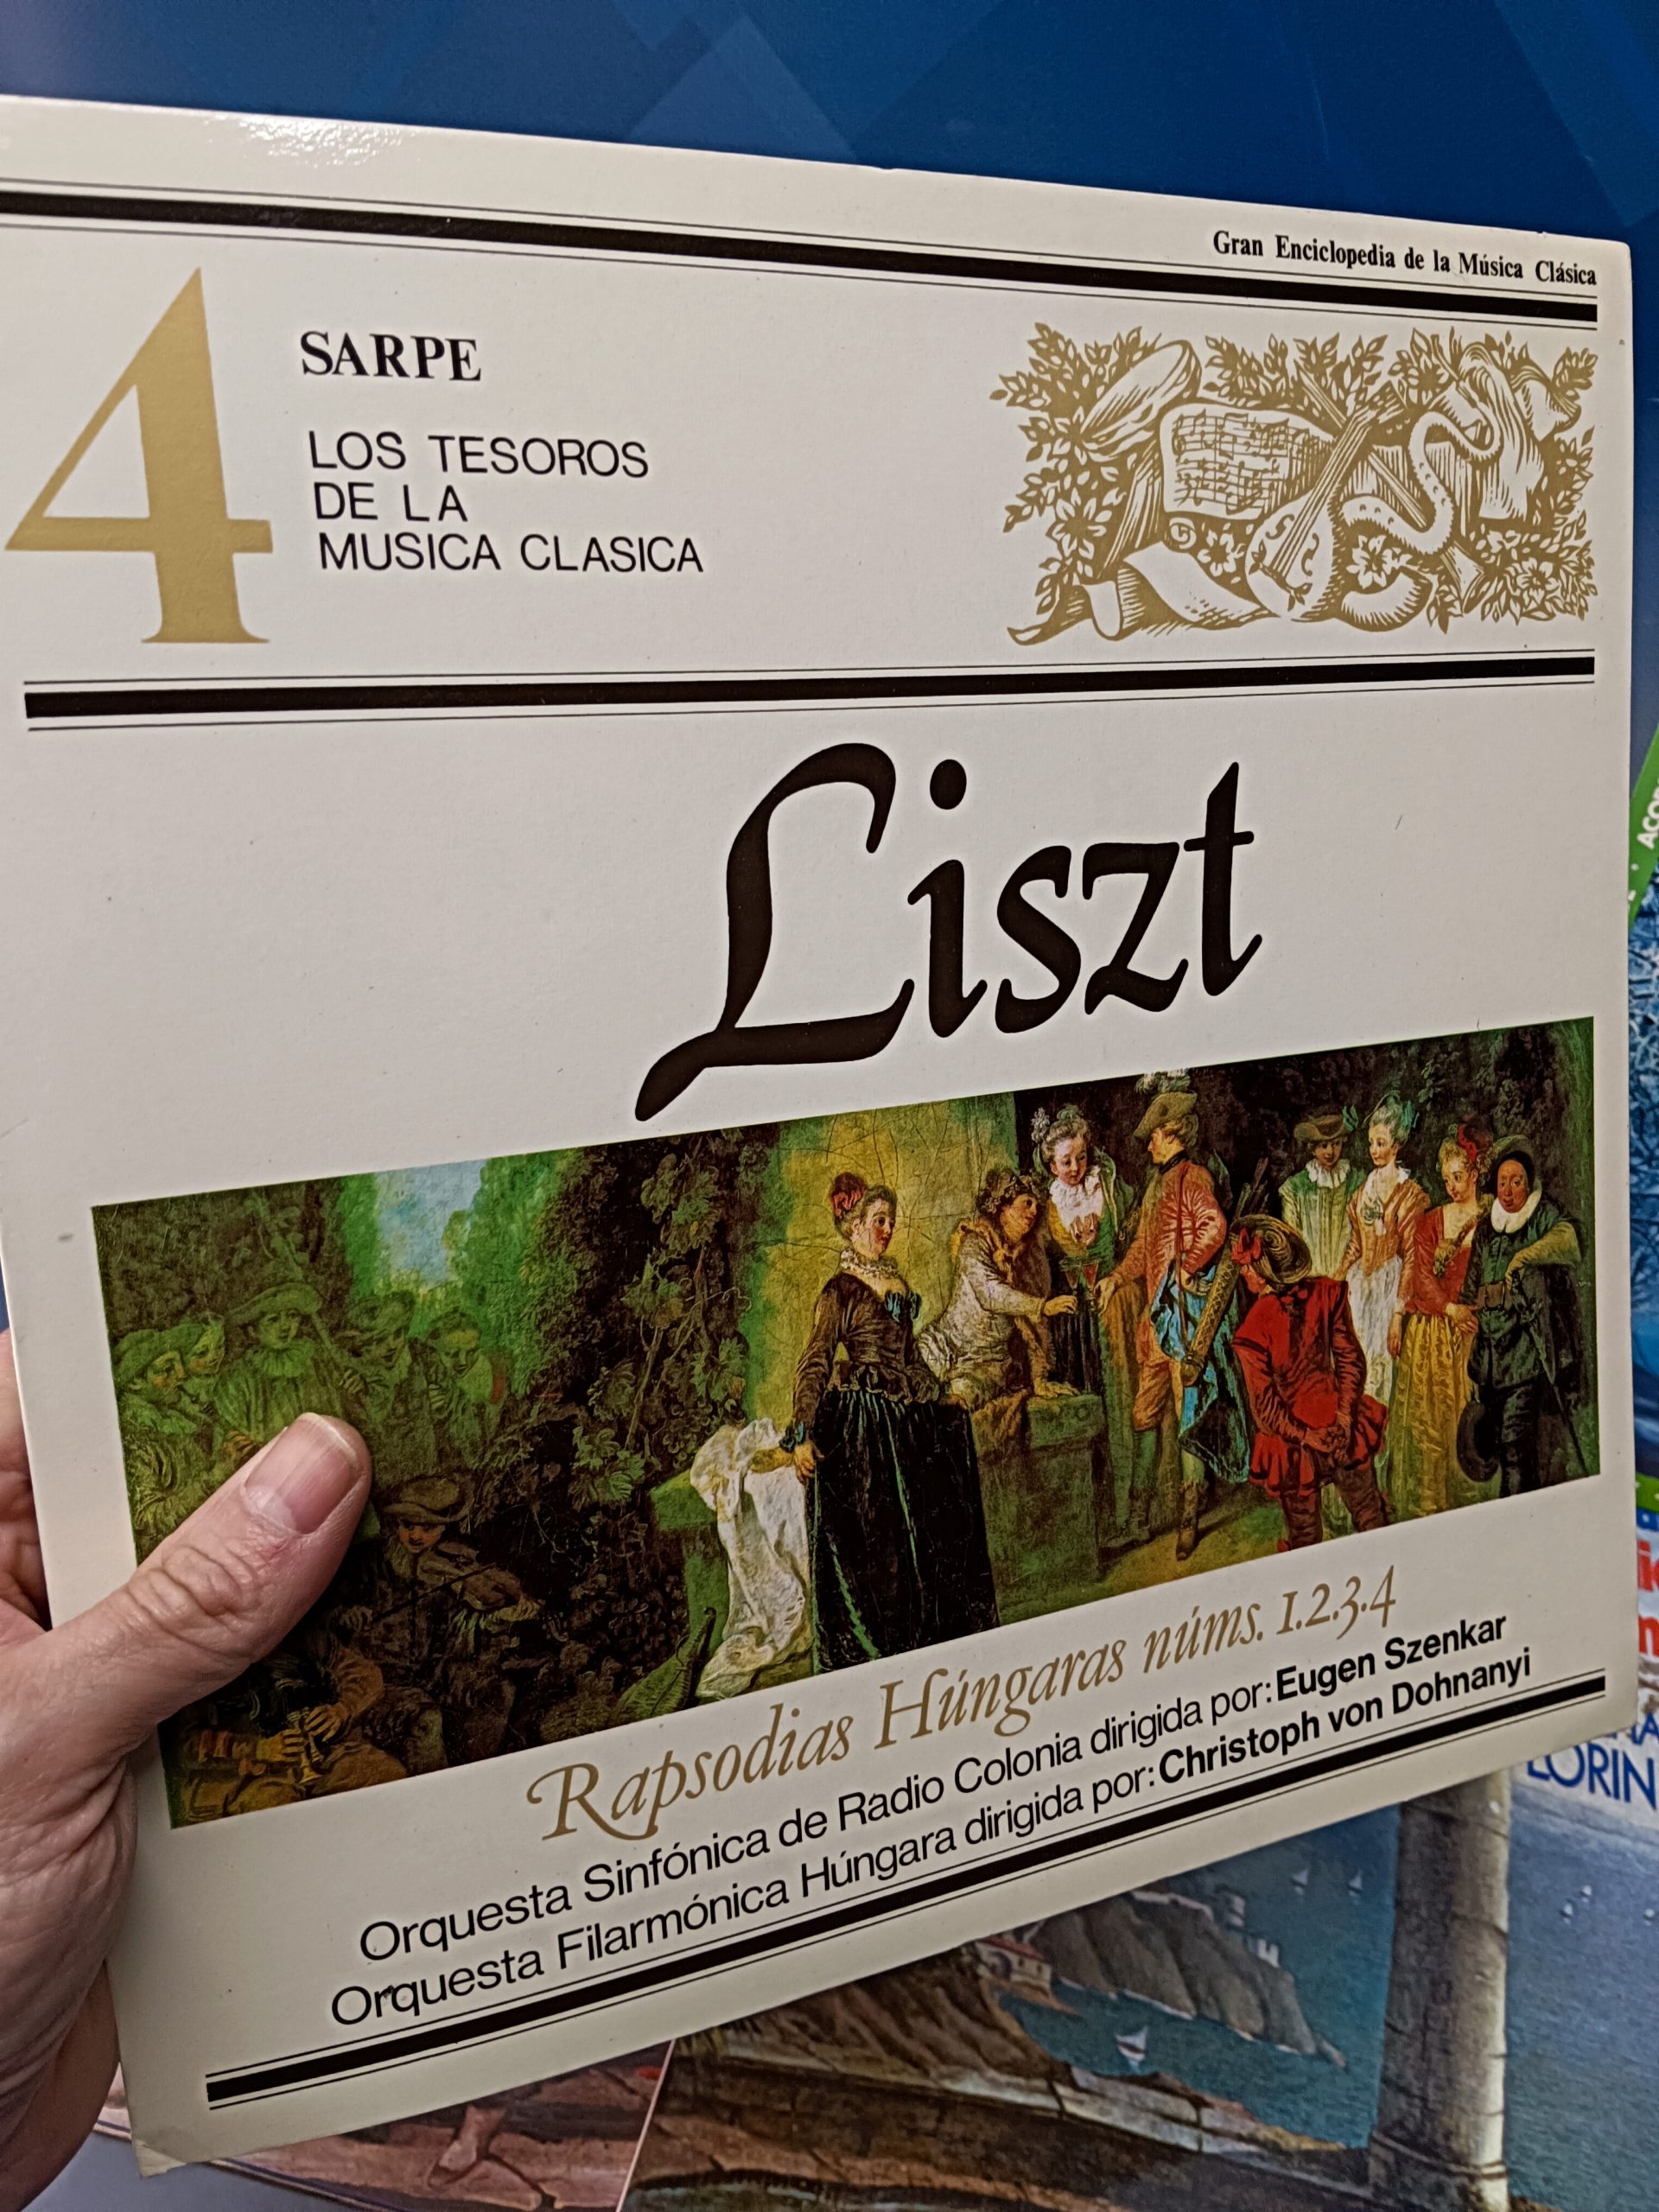 Gran Enciclopedia de la Música Clásica
4
SARPE
LOS TESOROS
DE LA
MUSICA CLASICA
Liszt
Rapsodias Húngaras núms. 1.2.3.4
Orquesta Sinfónica de Radio Colonia dirigida por: Eugen Szenkar
Orquesta Filarmónica Húngara dirigida por: Christoph von Dohnanyi
LORIN